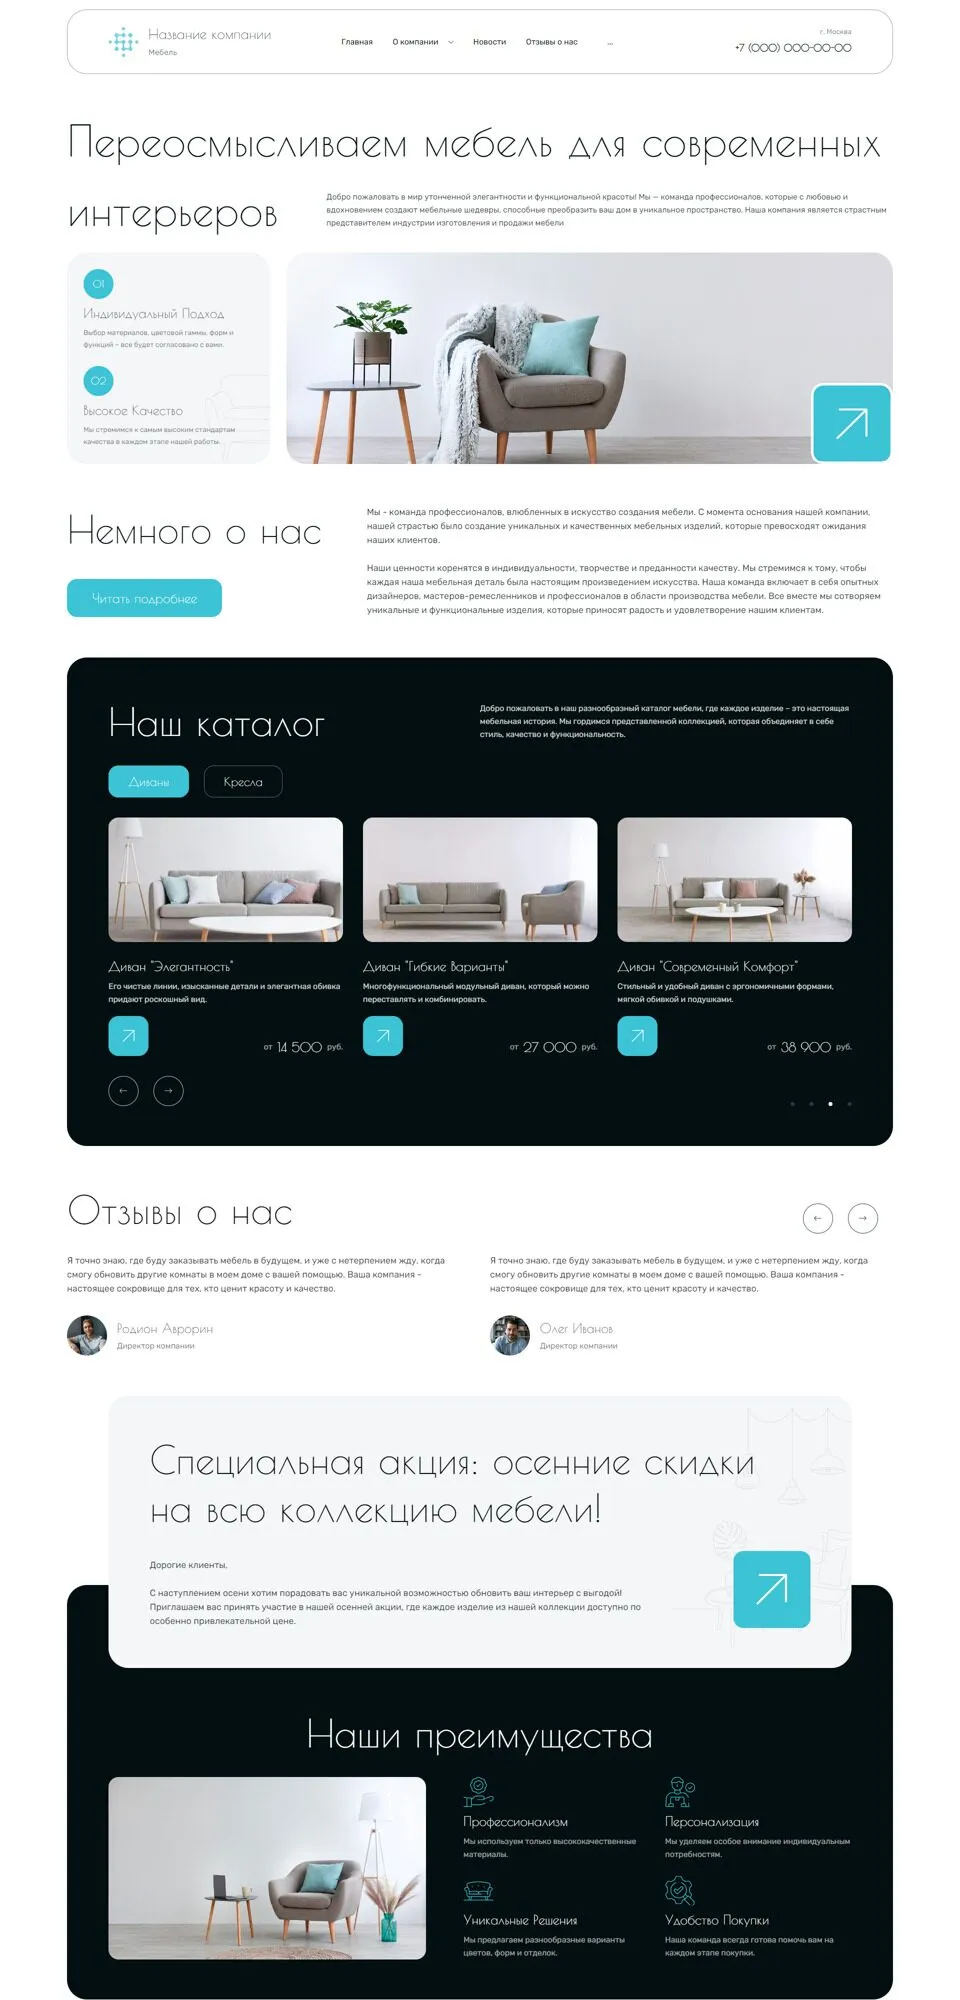 Название компании
Мебель
Главная
О компании
Новости
Отзывы о нас
...
г. Москва
+7 (000) 000-00-00
Переосмысливаем мебель для современных
интерьеров
Добро пожаловать в мир утонченной элегантности и функциональной красоты! Мы — команда профессионалов, которые с любовью и
вдохновением создают мебельные шедевры, способные преобразить ваш дом в уникальное пространство. Наша компания является страстным
представителем индустрии изготовления и продажи мебели
01
Индивидуальный Подход
Выбор материалов, цветовой гаммы, форм и
функций – все будет согласовано с вами.
02
Высокое Качество
Мы стремимся к самым высоким стандартам
качества в каждом этапе нашей работы.
Немного о нас
Читать подробнее
Мы - команда профессионалов, влюбленных в искусство создания мебели. С момента основания нашей компании,
нашей страстью было создание уникальных и качественных мебельных изделий, которые превосходят ожидания
наших клиентов.
Наши ценности коренятся в индивидуальности, творчестве и преданности качеству. Мы стремимся к тому, чтобы
каждая наша мебельная деталь была настоящим произведением искусства. Наша команда включает в себя опытных
дизайнеров, мастеров-ремесленников и профессионалов в области производства мебели. Все вместе мы сотворяем
уникальные и функциональные изделия, которые приносят радость и удовлетворение нашим клиентам.
Наш каталог
Добро пожаловать в наш разнообразный каталог мебели, где каждое изделие – это настоящая
мебельная история. Мы гордимся представленной коллекцией, которая объединяет в себе
стиль, качество и функциональность.
Диваны
Кресла
Диван "Элегантность"
Его чистые линии, изысканные детали и элегантная обивка
придают роскошный вид.
от 14 500 руб.
Диван "Гибкие Варианты"
Многофункциональный модульный диван, который можно
переставлять и комбинировать.
от 27 000 руб.
Диван "Современный Комфорт"
Стильный и удобный диван с эргономичными формами,
мягкой обивкой и подушками.
от 38 900 руб.
Отзывы о нас
Я точно знаю, где буду заказывать мебель в будущем, и уже с нетерпением жду, когда
смогу обновить другие комнаты в моем доме с вашей помощью. Ваша компания –
настоящее сокровище для тех, кто ценит красоту и качество.
Родион Аврорин
Директор компании
Я точно знаю, где буду заказывать мебель в будущем, и уже с нетерпением жду, когда
смогу обновить другие комнаты в моем доме с вашей помощью. Ваша компания –
настоящее сокровище для тех, кто ценит красоту и качество.
Олег Иванов
Директор компании
Специальная акция: осенние скидки
на всю коллекцию мебели!
Дорогие клиенты,
С наступлением осени хотим порадовать вас уникальной возможностью обновить ваш интерьер с выгодой!
Приглашаем вас принять участие в нашей осенней акции, где каждое изделие из нашей коллекции доступно по
особенно привлекательной цене.
Наши преимущества
Профессионализм
Мы используем только высококачественные
материалы.
Персонализация
Мы уделяем особое внимание индивидуальным
потребностям.
Уникальные Решения
Мы предлагаем разнообразные варианты
цветов, форм и отделок.
Удобство Покупки
Наша команда всегда готова помочь вам на
каждом этапе покупки.